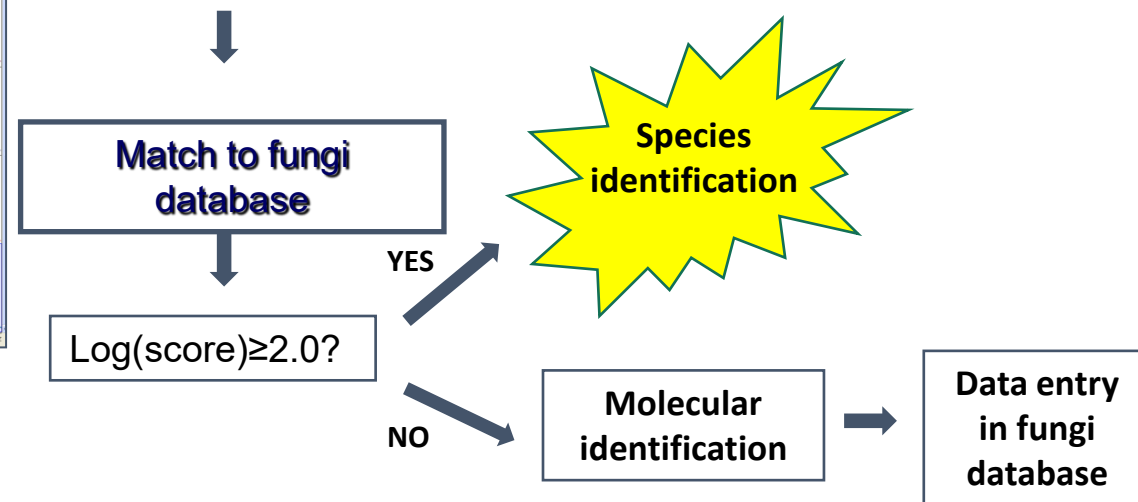 Match to fungi
database
Species
identification
YES
Log(score)≥2.0?
NO
Molecular
identification
Data entry
in fungi
database